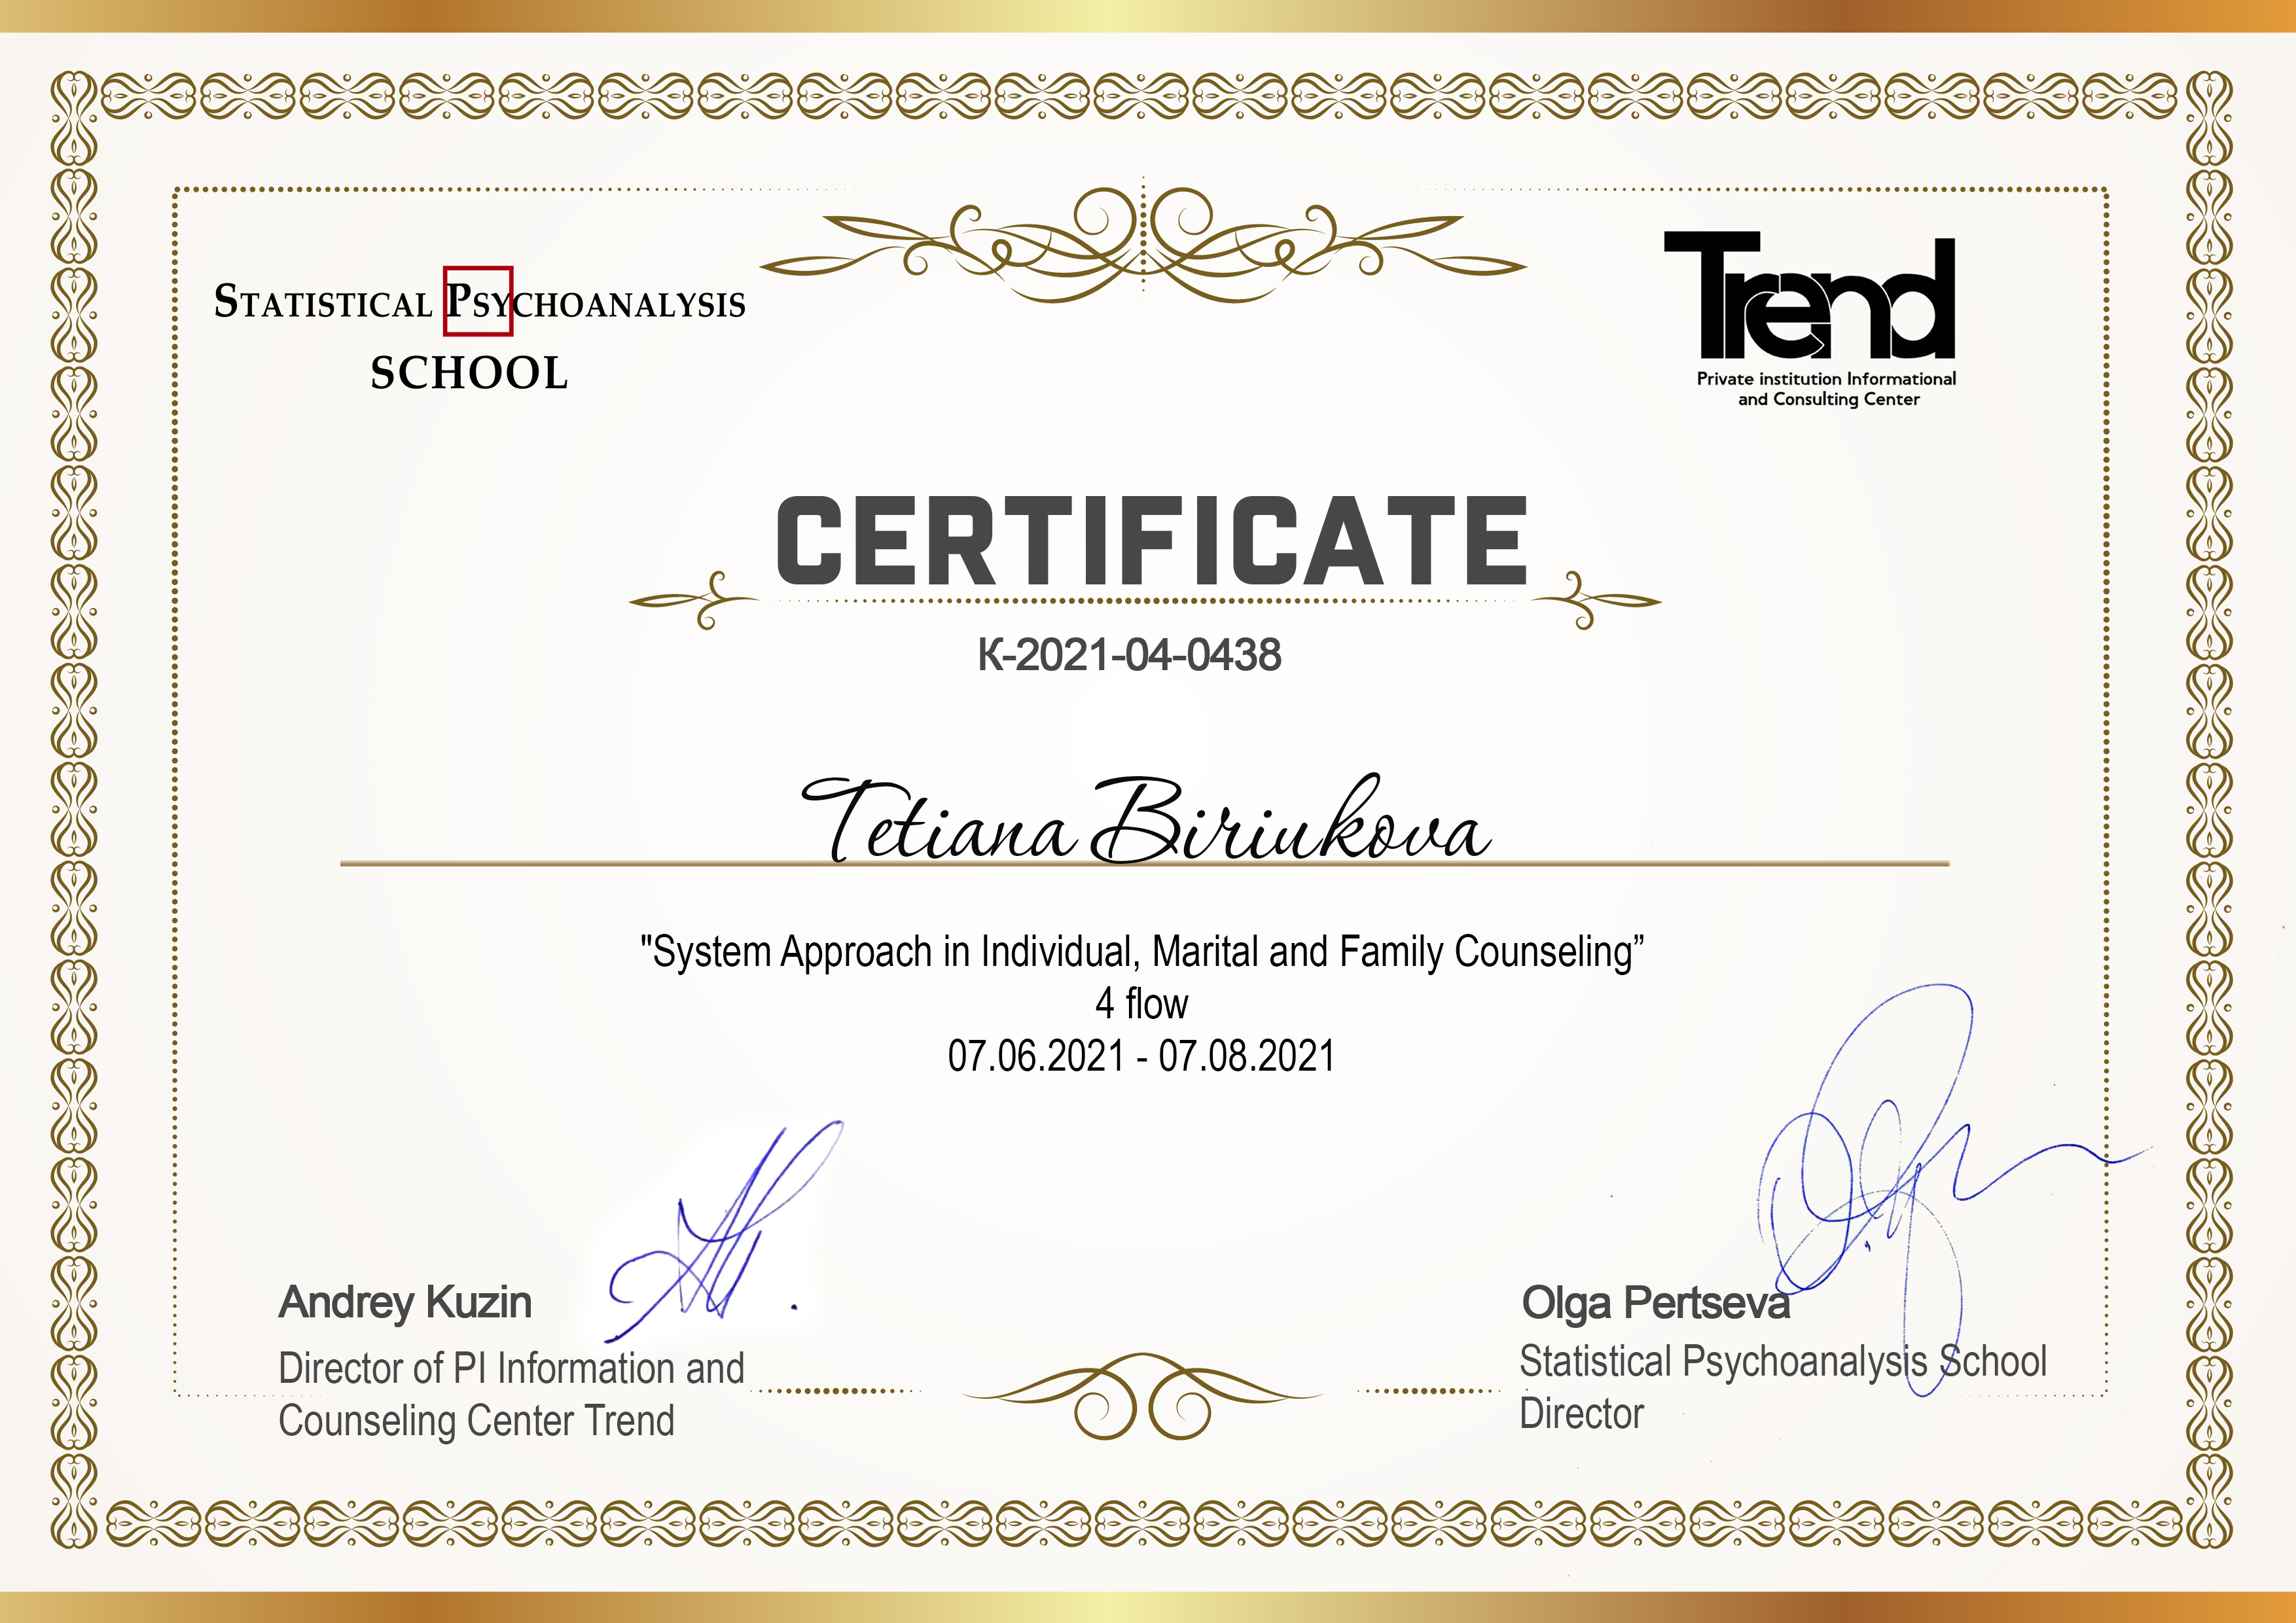 STATISTICAL PSYCHOANALYSIS
SCHOOL
Trend
Private institution Informational
and Consulting Center
CERTIFICATE
K-2021-04-0438
Tetiana Biriukova
"System Approach in Individual, Marital and Family Counseling”
4 flow
07.06.2021 - 07.08.2021
Andrey Kuzin
Director of PI Information and
Counseling Center Trend
Olga Pertseva
Statistical Psychoanalysis School
Director